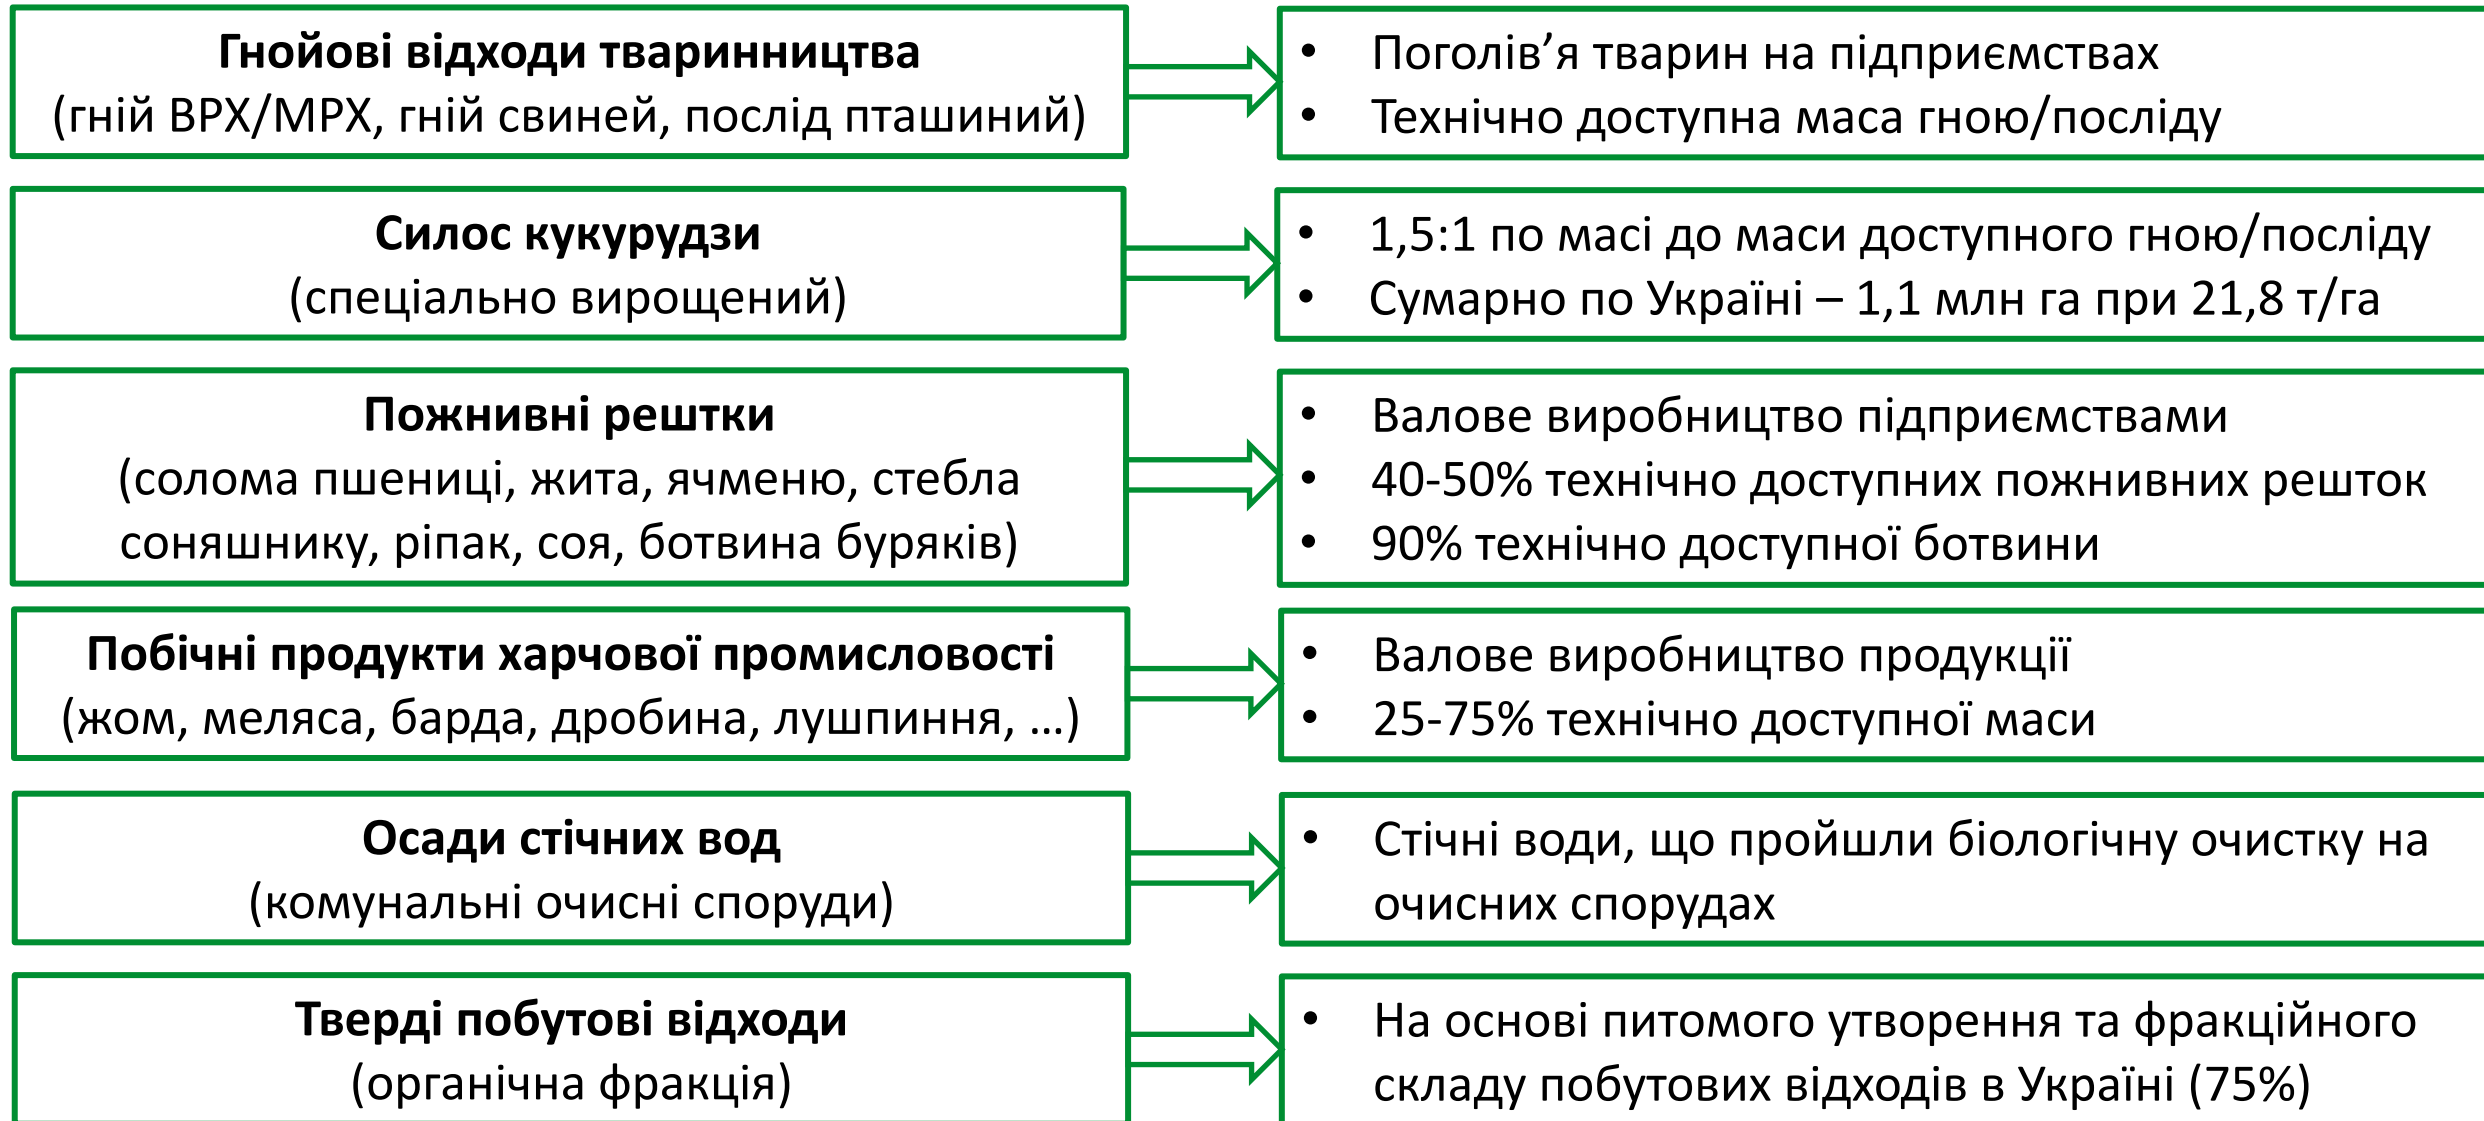 Гнойові відходи тваринництва
(гній ВРХ/МРХ, гній свиней, послід пташиний)
• Поголів’я тварин на підприємствах
• Технічно доступна маса гною/посліду
Силос кукурудзи
(спеціально вирощений)
• 1,5:1 по масі до маси доступного гною/посліду
• Сумарно по Україні – 1,1 млн га при 21,8 т/га
Пожнивні рештки
(солома пшениці, жита, ячменю, стебла
соняшнику, ріпак, соя, ботвина буряків)
• Валове виробництво підприємствами
• 40-50% технічно доступних пожнивних решток
• 90% технічно доступної ботвини
Побічні продукти харчової промисловості
(жом, меляса, барда, дробина, лушпиння, ...)
• Валове виробництво продукції
• 25-75% технічно доступної маси
Осади стічних вод
(комунальні очисні споруди)
• Стічні води, що пройшли біологічну очистку на
очисних спорудах
Тверді побутові відходи
(органічна фракція)
• На основі питомого утворення та фракційного
складу побутових відходів в Україні (75%)